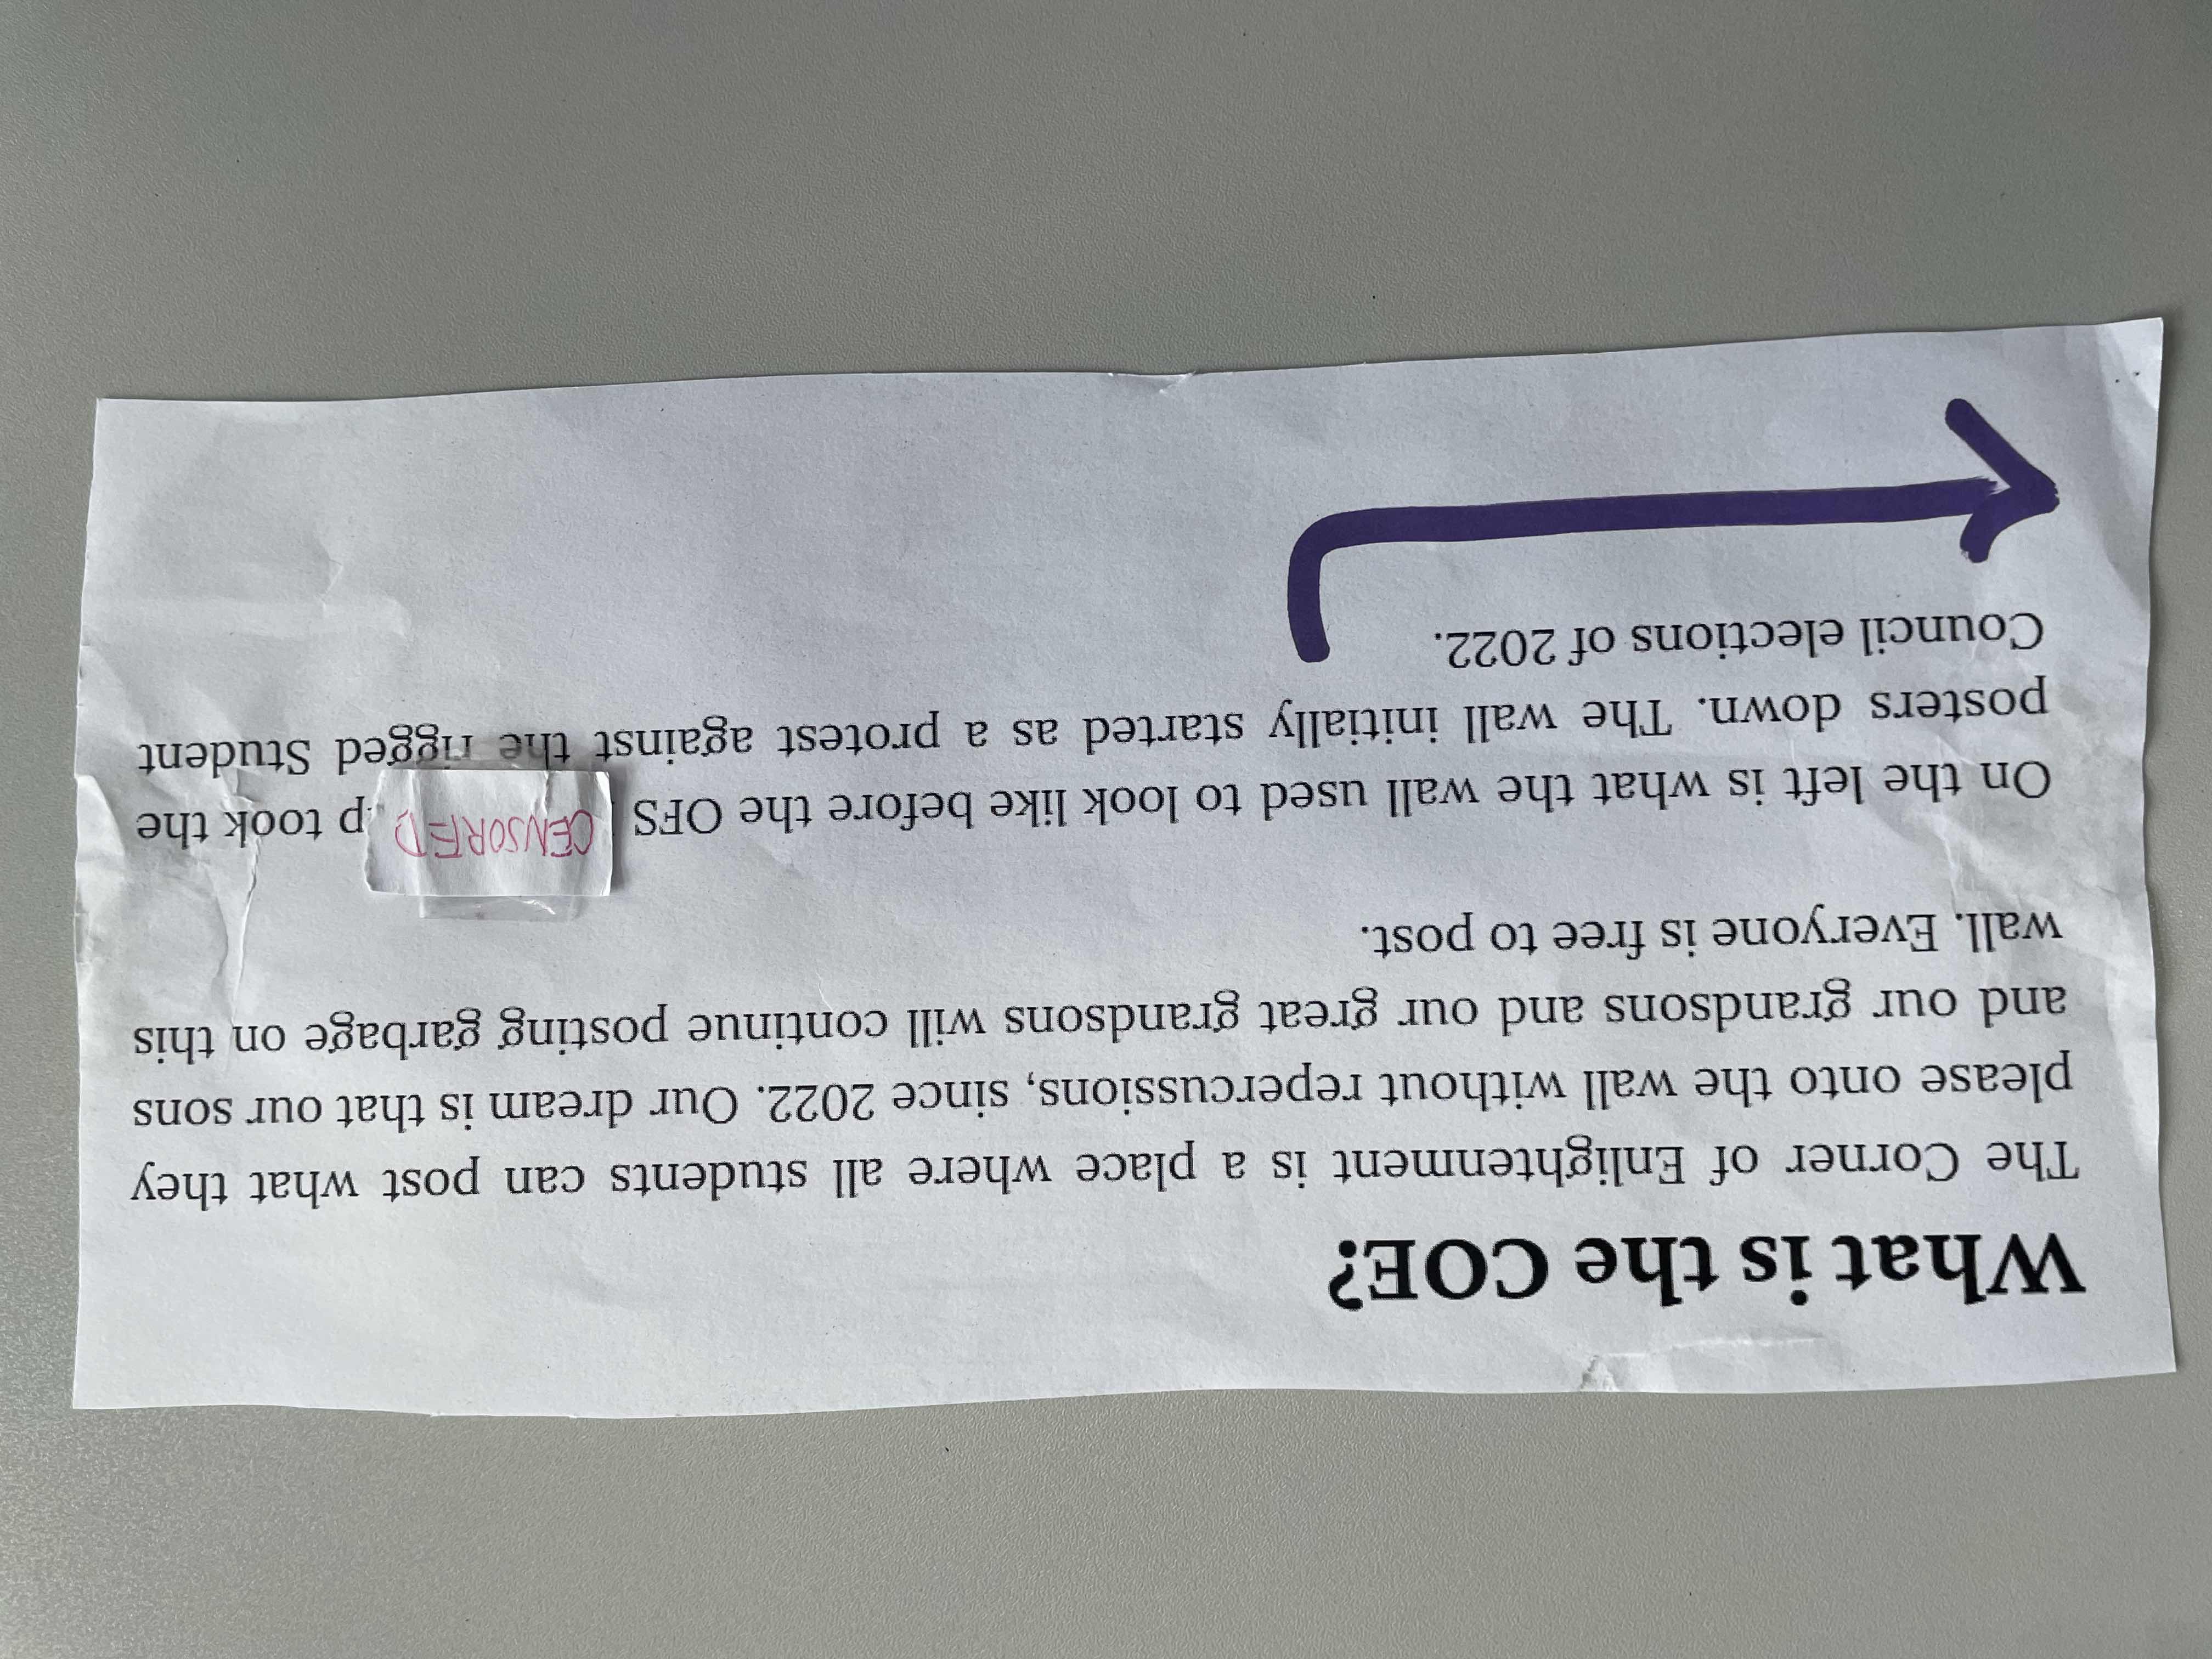 What is the COE?
The Corner of Enlightenment is a place where all students can post what they
please onto the wall without repercussions, since 2022. Our dream is that our sons
and our grandsons and our great grandsons will continue posting garbage on this
wall. Everyone is free to post.
On the left is what the wall used to look like before the OFS CENSORED p took the
posters down. The wall initially started as a protest against the rigged Student
Council elections of 2022.